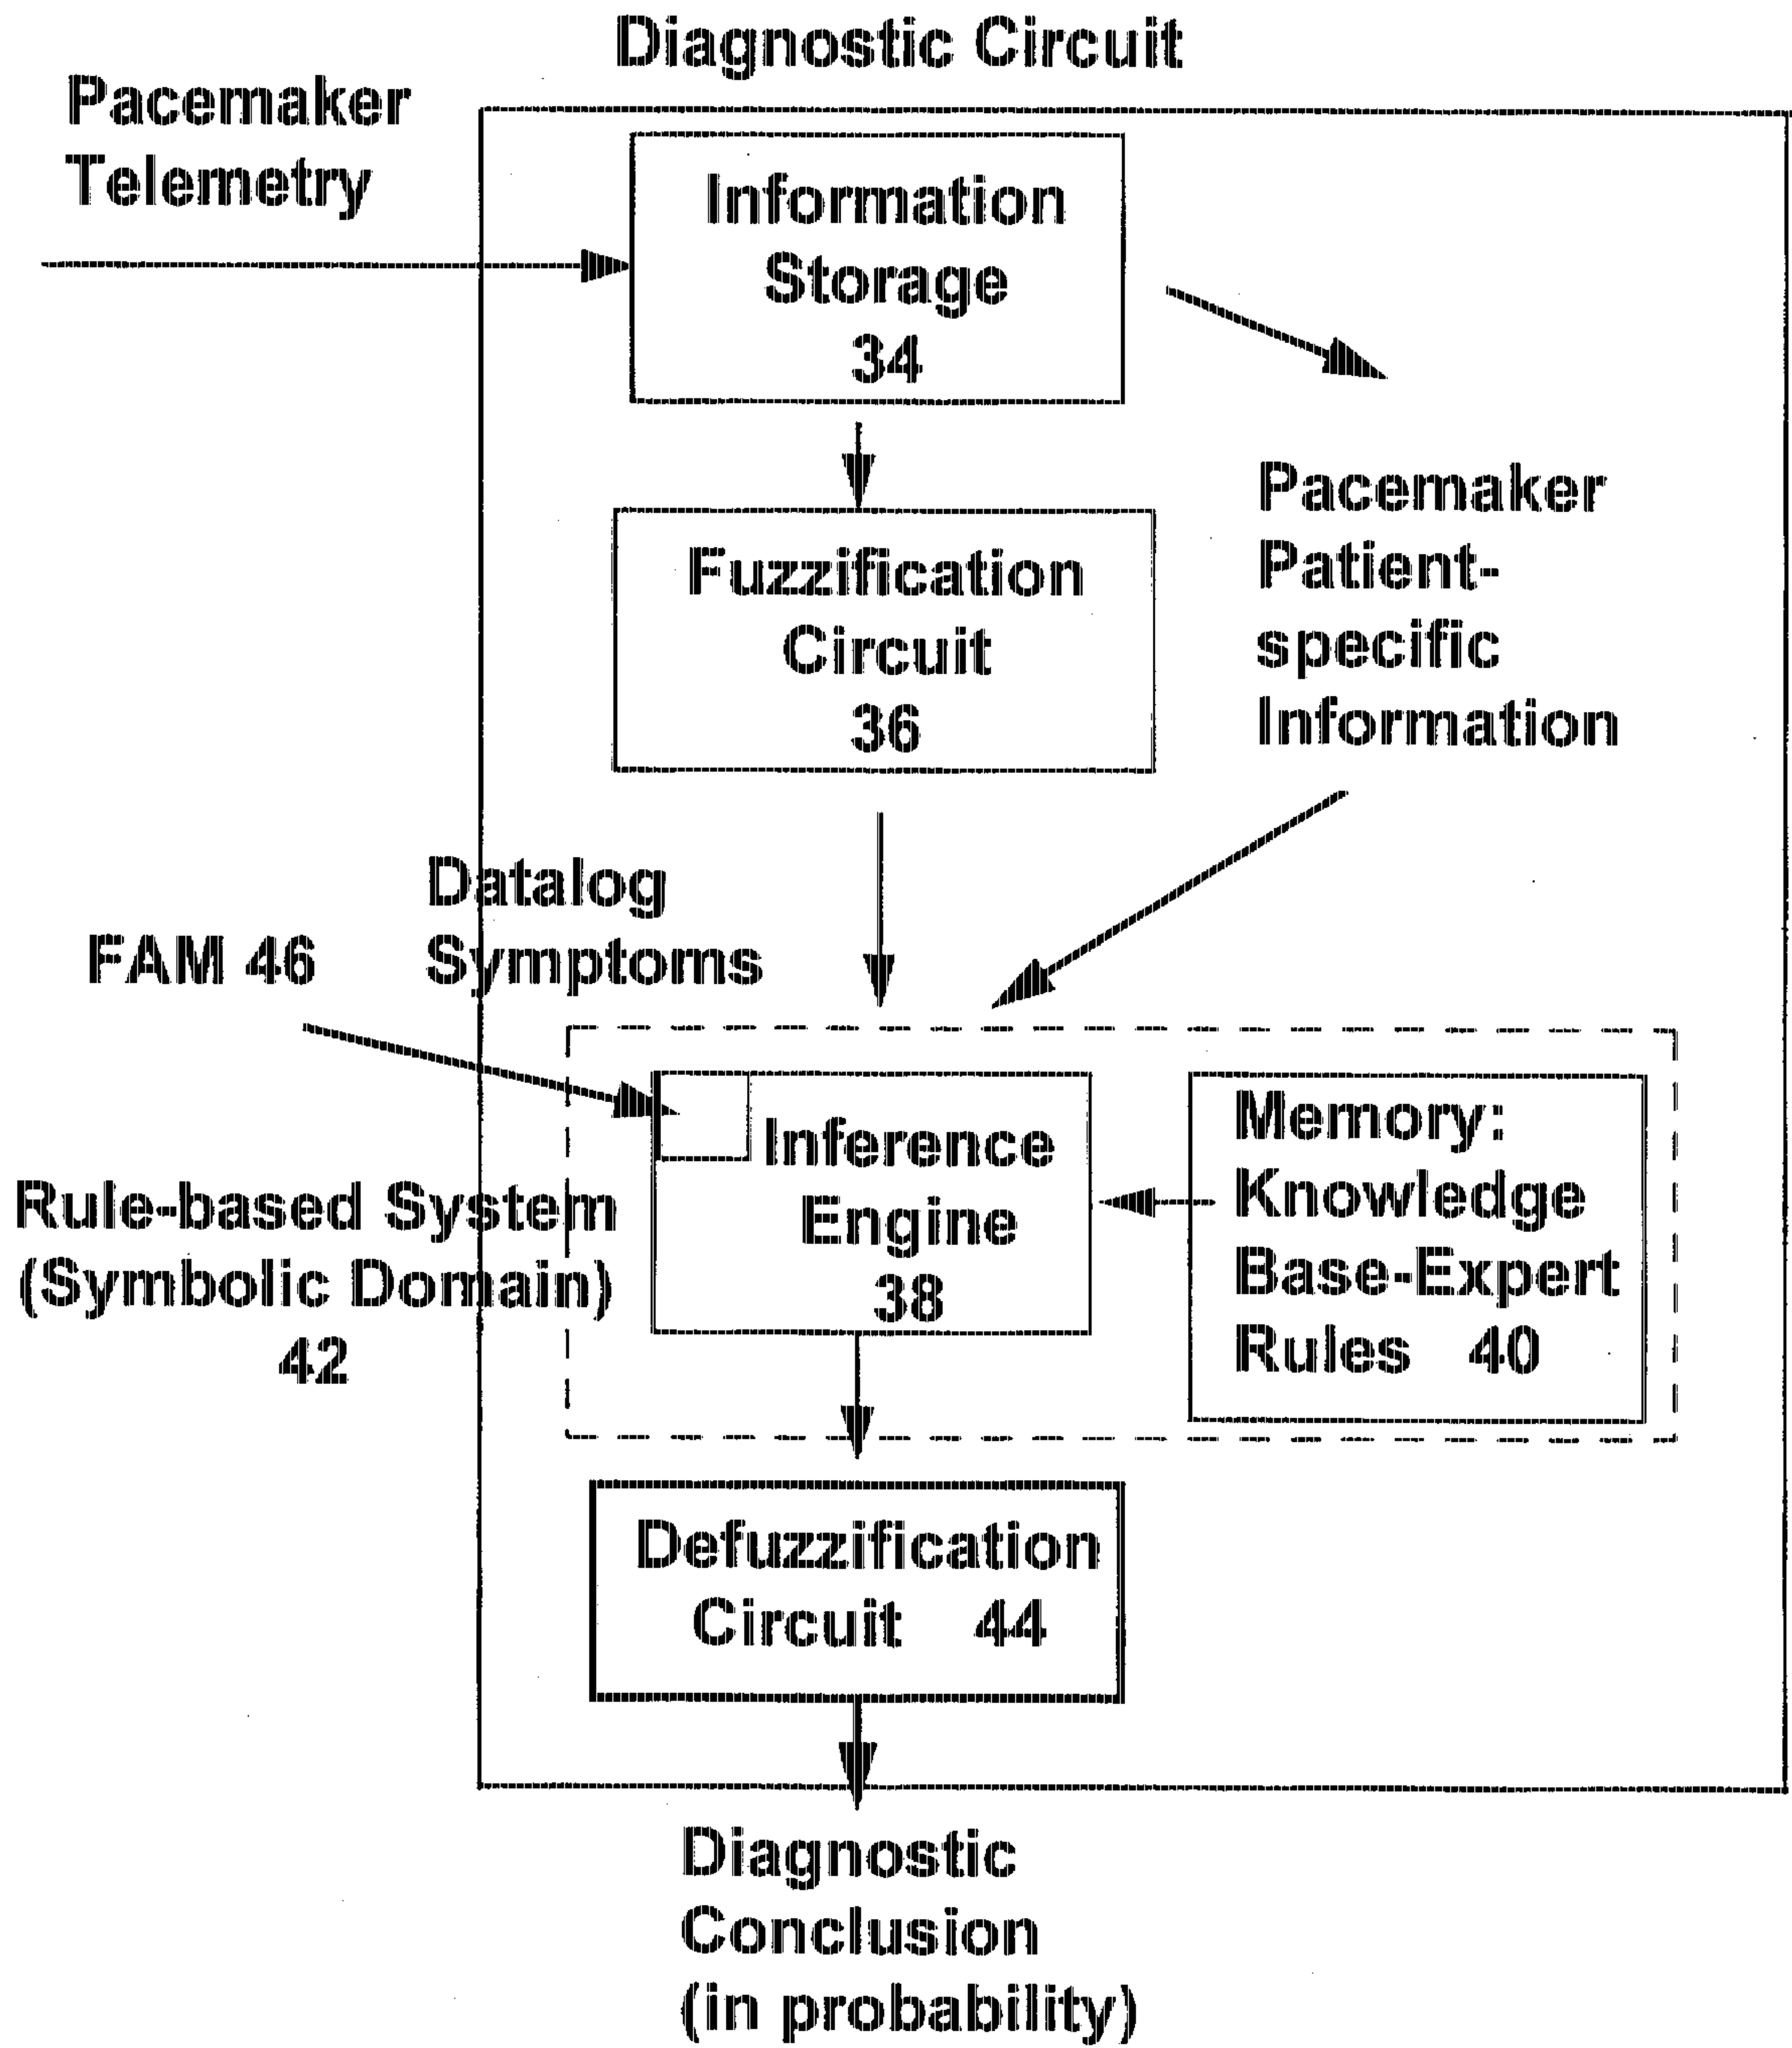 Diagnostic Circuit
Pacemaker
Telemetry
Information
Storage
34
Fuzzification
Circuit
36
Pacemaker
Patient-
specific
Information
Datalog
Symptoms
FAM 46
Inference
Engine
38
Memory:
Knowledge
Base-Expert
Rules 40
Rule-based System
(Symbolic Domain)
42
Defuzzification
Circuit 44
Diagnostic
Conclusion
(in probability)